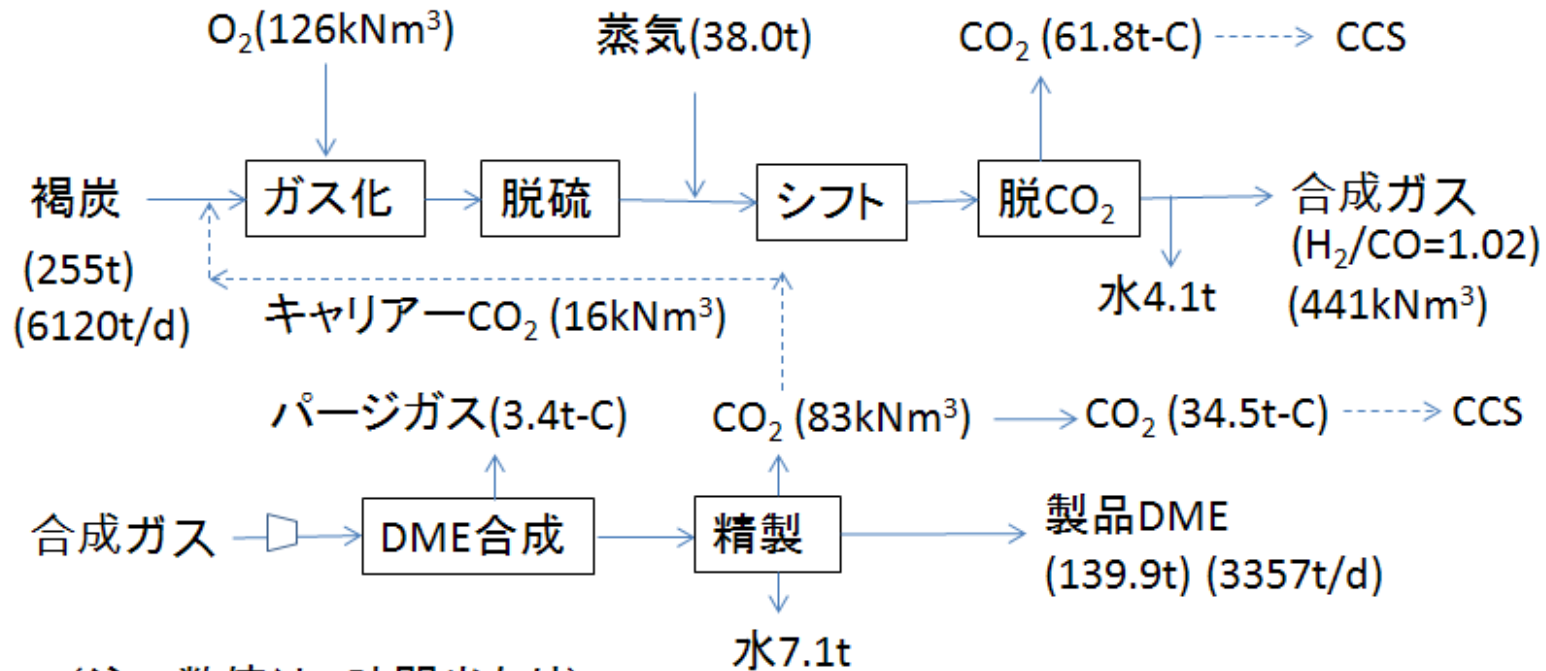 O₂(126kNm³)
蒸気(38.0t)
CO₂ (61.8t-C)
CCS
褐炭
ガス化
脱硫
シフト
脱CO₂
合成ガス
(H₂/CO=1.02)
(255t)
(6120t/d)
キャリアーCO₂ (16kNm³)
水4.1t
(441kNm³)
パージガス(3.4t-C)
CO₂ (83kNm³)
CO₂ (34.5t-C)
CCS
合成ガス
DME合成
精製
製品DME
(139.9t) (3357t/d)
水7.1t